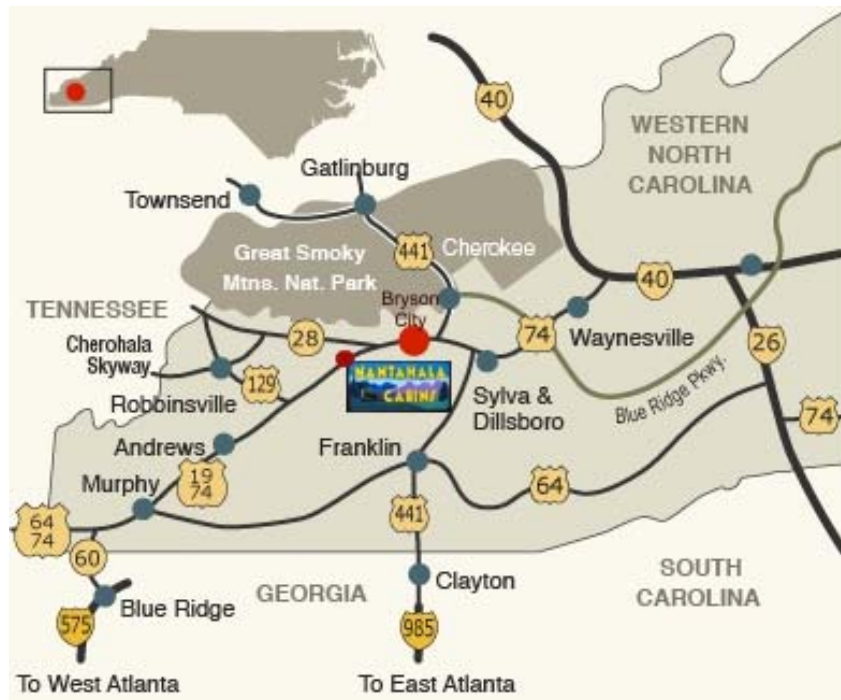 40
WESTERN
NORTH
CAROLINA
Gatlinburg
Townsend
441
Cherokee
Great Smoky
Mtns. Nat. Park
40
TENNESSEE
Bryson
City
28
74
Waynesville
26
Cherohala
Skyway
129
NANTAHALA
CABINS
Robbinsville
Sylva &
Dillsboro
Blue Ridge Pkwy.
74
Andrews
Franklin
19
74
Murphy
64
441
64
74
60
GEORGIA
Clayton
SOUTH
CAROLINA
Blue Ridge
575
985
To West Atlanta
To East Atlanta